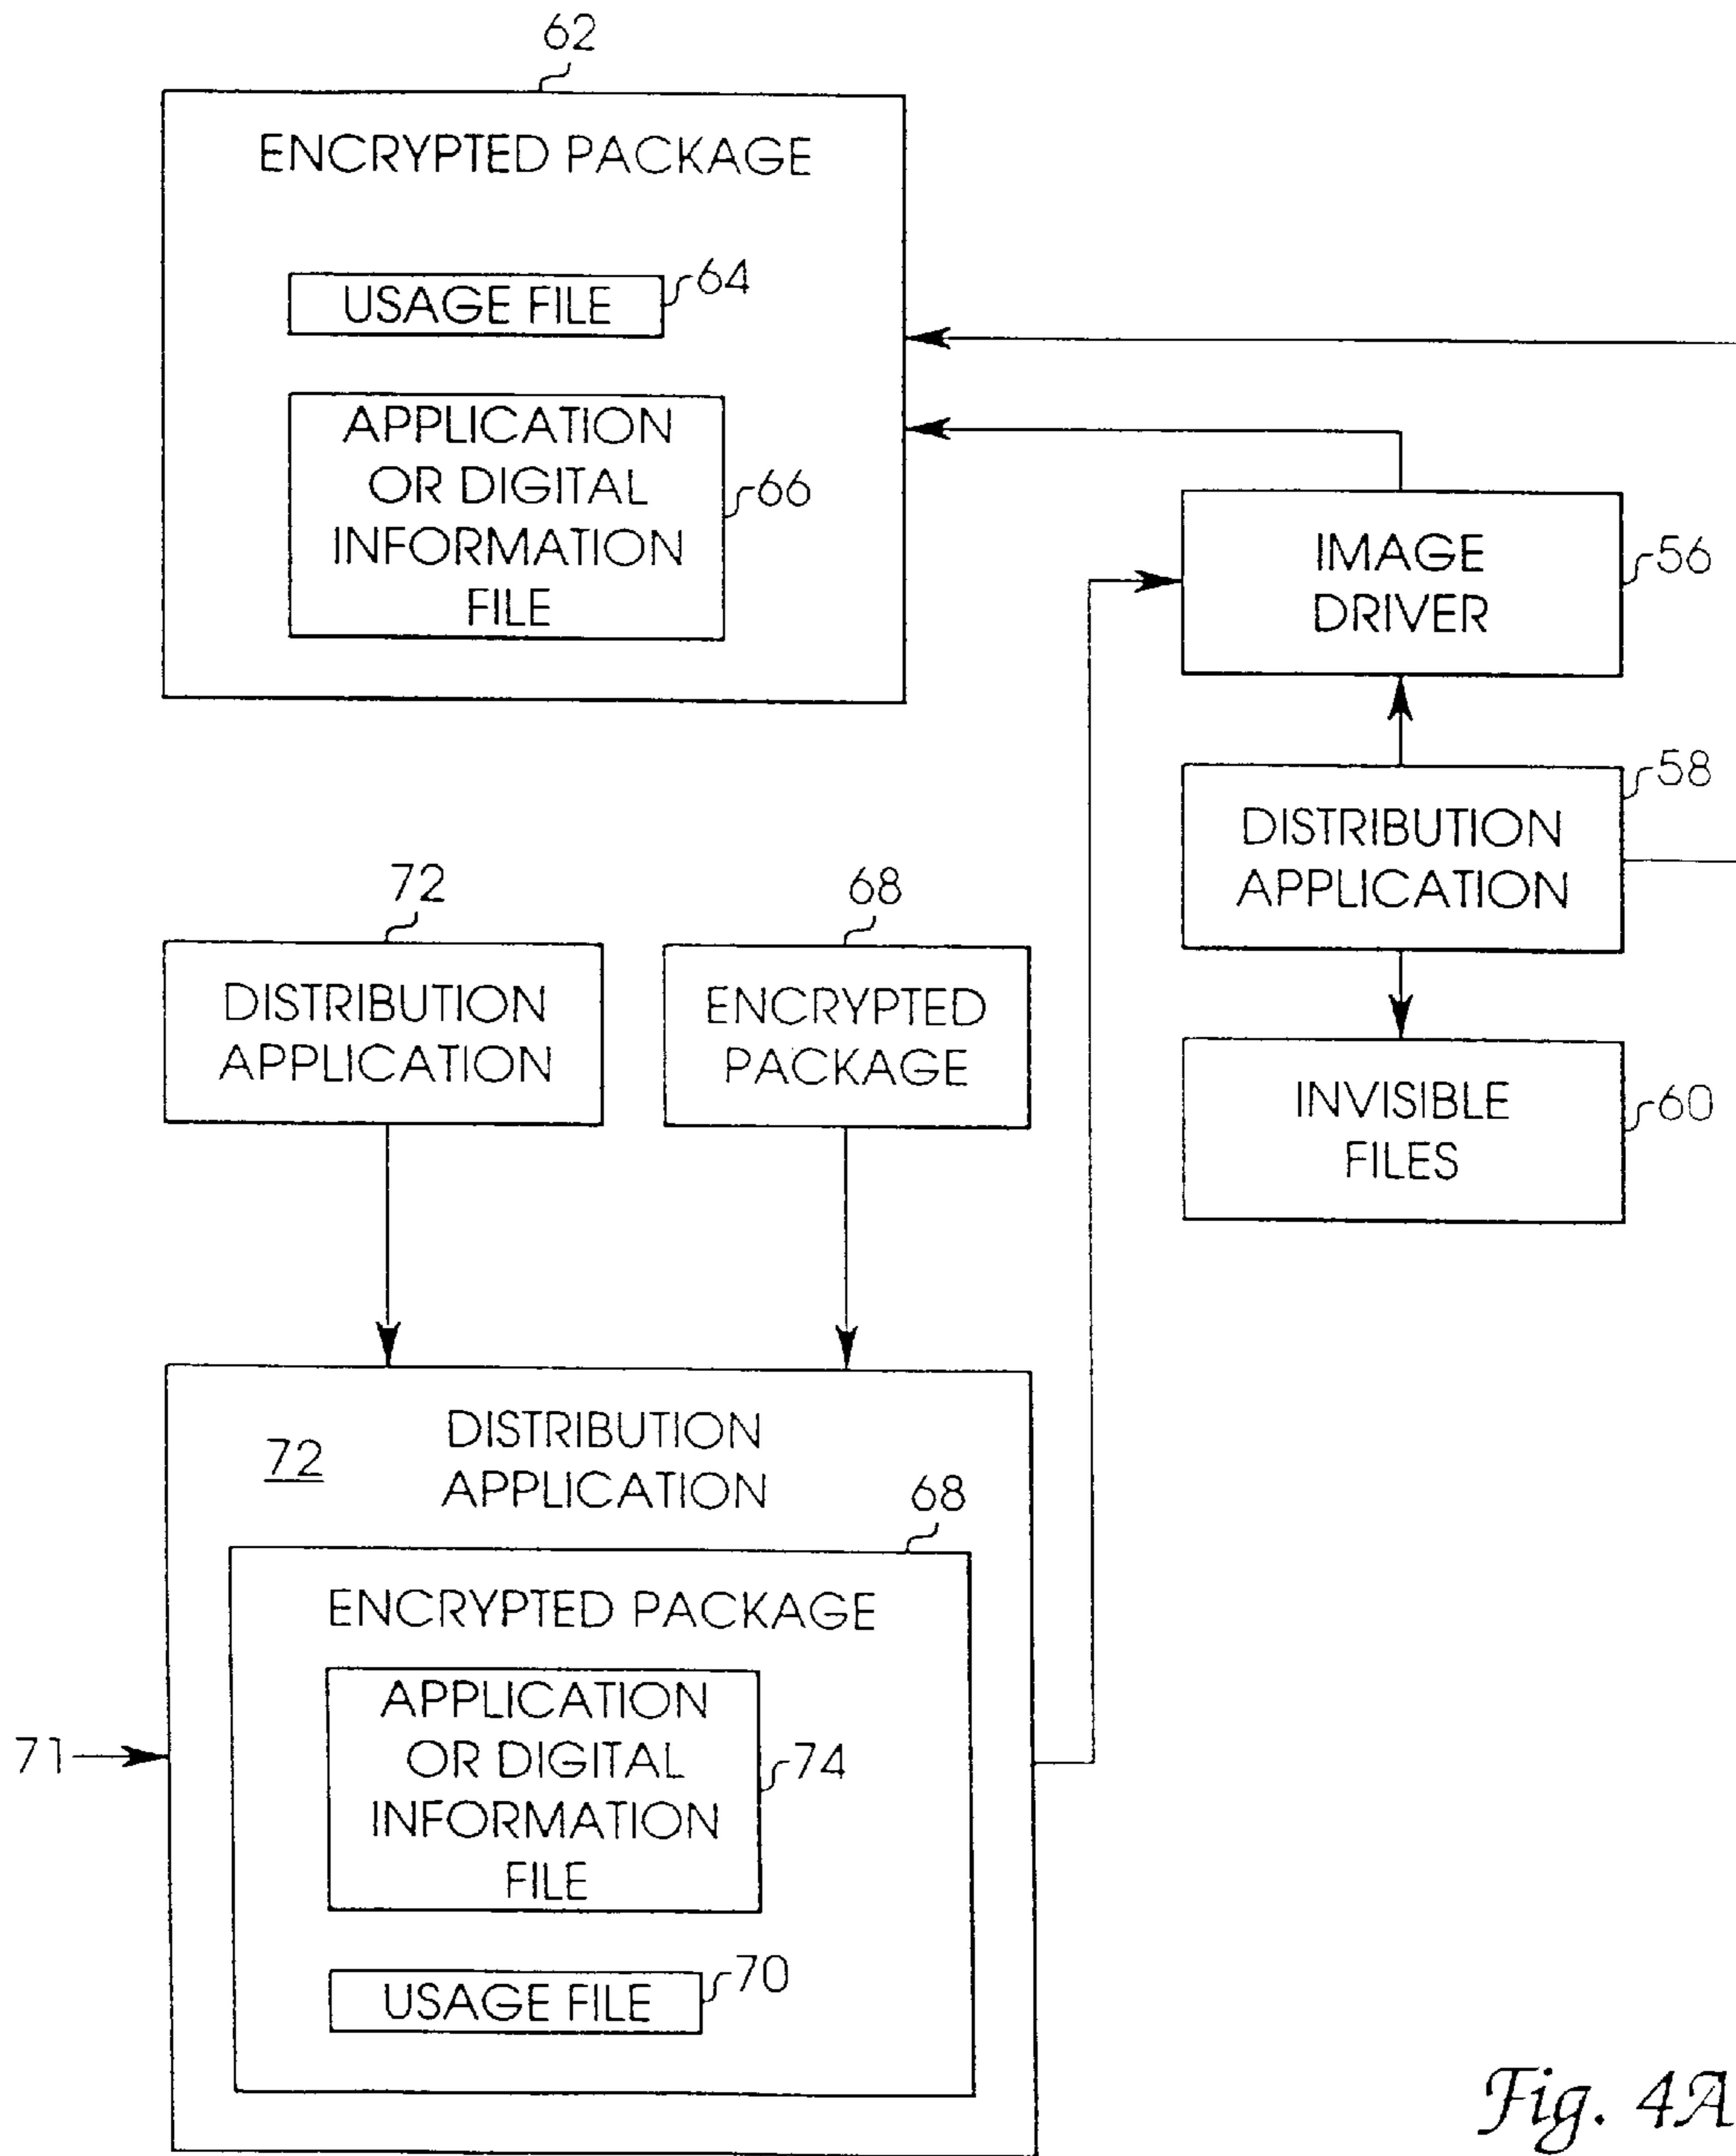 62
ENCRYPTED PACKAGE
USAGE FILE
64
APPLICATION
OR DIGITAL
INFORMATION
FILE
66
IMAGE
DRIVER
56
DISTRIBUTION
APPLICATION
58
INVISIBLE
FILES
60
72
DISTRIBUTION
APPLICATION
68
ENCRYPTED
PACKAGE
72
DISTRIBUTION
APPLICATION
68
ENCRYPTED PACKAGE
APPLICATION
OR DIGITAL
INFORMATION
FILE
74
71
USAGE FILE
70
Fig. 4A